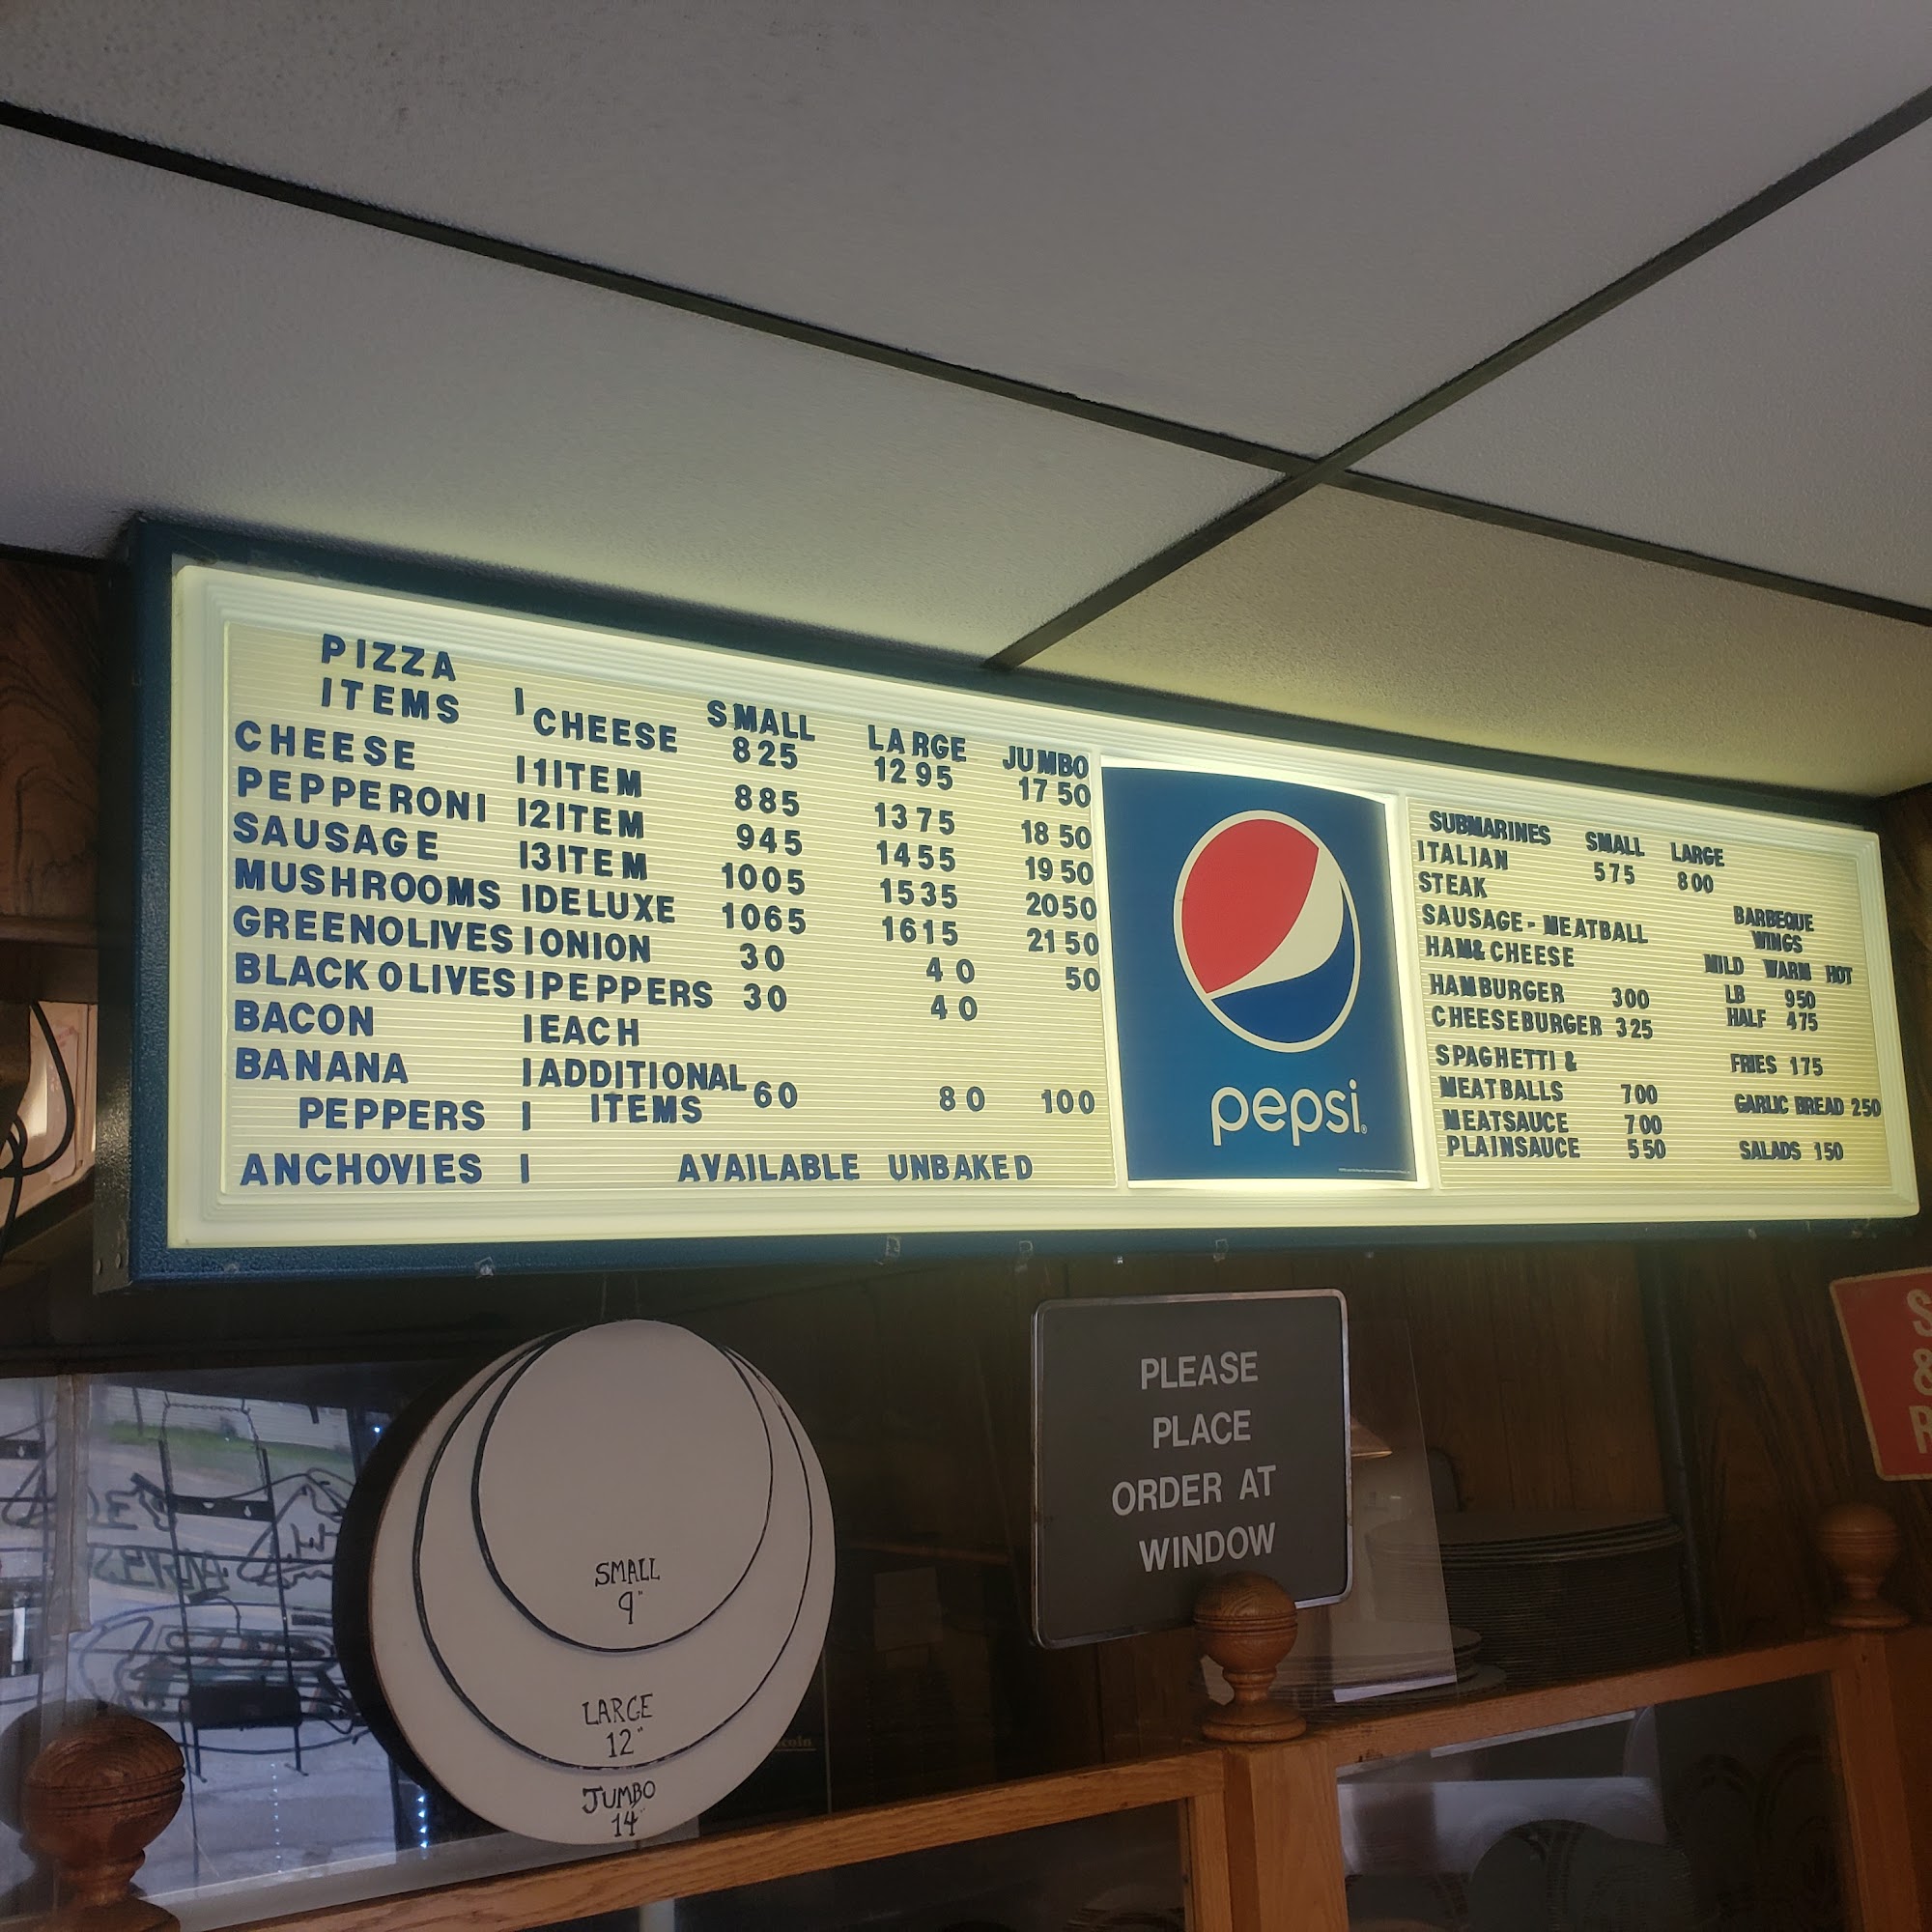 PIZZA
ITEMS
CHEESE
PEPPERONI
SAUSAGE
MUSHROOMS
GREENOLIVES
BLACK OLIVES
BACON
BANANA
PEPPERS
ANCHOVIES
SMALL LARGE JUMBO
CHEESE 825 1295 1750
1ITEM 885 1375 1850
2ITEM 945 1455 1950
3ITEM 1005 1535 2050
DELUXE 1065 1615 2150
ONION 30 40 50
PEPPERS 30 40
EACH
ADDITIONAL
ITEMS 60 80 100
AVAILABLE UNBAKED
pepsi
SUBMARINES SMALL LARGE
ITALIAN 575 800
STEAK
SAUSAGE - MEATBALL
HAM& CHEESE
HAMBURGER 300
CHEESEBURGER 325
SPAGHETTI &
MEATBALLS 700
MEATSAUCE 700
PLAINSAUCE 550
BARBEQUE
WINGS
MILD WARM HOT
LB 950
HALF 475
FRIES 175
GARLIC BREAD 250
SALADS 150
SMALL
9"
LARGE
12"
JUMBO
14"
PLEASE
PLACE
ORDER AT
WINDOW
&